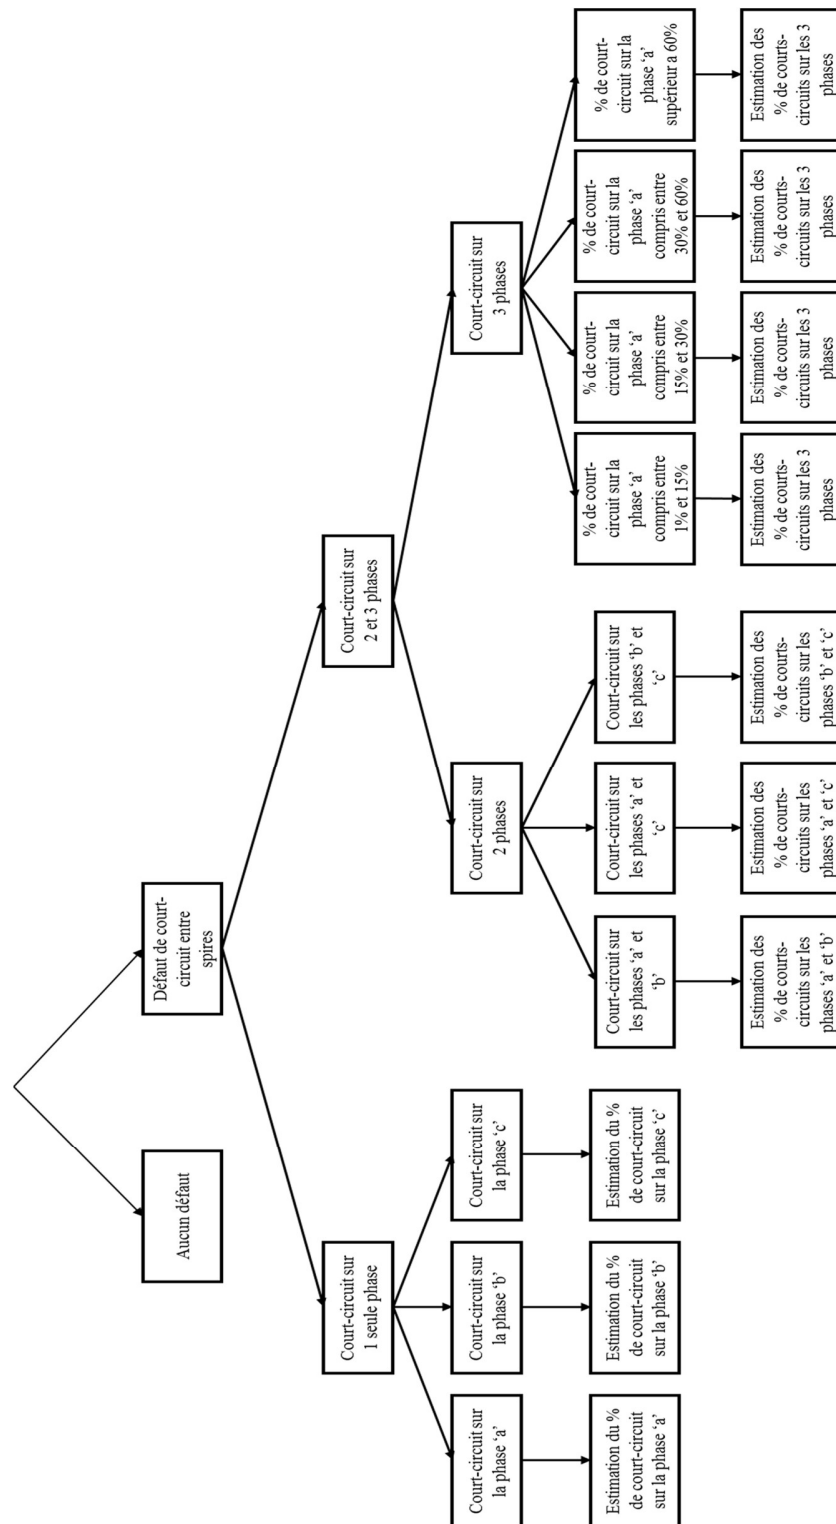 Aucun défaut
Défaut de court-
circuit entre
spires
Court-circuit sur
1 seule phase
Court-circuit sur
2 et 3 phases
Court-circuit sur
la phase ‘a’
Court-circuit sur
la phase ‘b’
Court-circuit sur
la phase ‘c’
Court-circuit sur
2 phases
Court-circuit sur
3 phases
Estimation du %
de court-circuit
sur la phase ‘a’
Estimation du %
de court-circuit
sur la phase ‘b’
Estimation du %
de court-circuit
sur la phase ‘c’
Court-circuit sur
les phases ‘a’ et
‘b’
Court-circuit sur
les phases ‘a’ et
‘c’
Court-circuit sur
les phases ‘b’ et
‘c’
% de court-
circuit sur la
phase ‘a’
compris entre
1% et 15%
% de court-
circuit sur la
phase ‘a’
compris entre
15% et 30%
% de court-
circuit sur la
phase ‘a’
compris entre
30% et 60%
% de court-
circuit sur la
phase ‘a’
supérieur a 60%
Estimation des
% de courts-
circuits sur les
phases ‘a’ et ‘b’
Estimation des
% de courts-
circuits sur les
phases ‘a’ et ‘c’
Estimation des
% de courts-
circuits sur les
phases ‘b’ et ‘c’
Estimation des
% de courts-
circuits sur les 3
phases
Estimation des
% de courts-
circuits sur les 3
phases
Estimation des
% de courts-
circuits sur les 3
phases
Estimation des
% de courts-
circuits sur les 3
phases